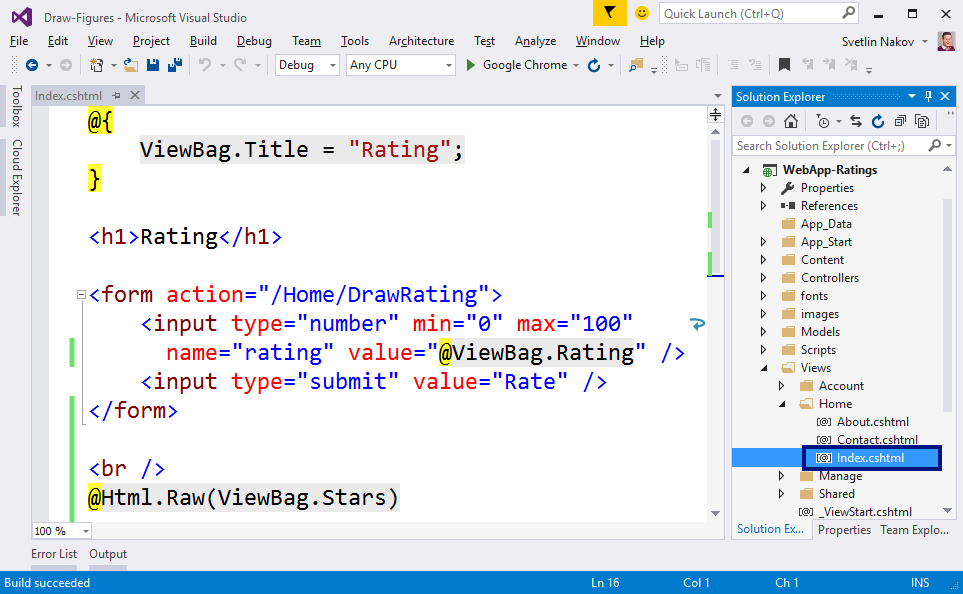 Draw-Figures - Microsoft Visual Studio
Quick Launch (Ctrl+Q)
File Edit View Project Build Debug Team Tools Architecture Test Analyze Window Help
Svetlin Nakov
Debug Any CPU Google Chrome
Toolbox
Cloud Explorer
Index.cshtml
@{
ViewBag.Title = "Rating";
}
<h1>Rating</h1>
<form action="/Home/DrawRating">
<input type="number" min="0" max="100"
name="rating" value="@ViewBag.Rating" />
<input type="submit" value="Rate" />
</form>
<br />
@Html.Raw(ViewBag.Stars)
100 %
Solution Explorer
Search Solution Explorer (Ctrl+;)
WebApp-Ratings
Properties
References
App_Data
App_Start
Content
Controllers
fonts
images
Models
Scripts
Views
Account
Home
About.cshtml
Contact.cshtml
Index.cshtml
Manage
Shared
_ViewStart.cshtml
Solution Ex... Properties Team Explo...
Error List Output
Build succeeded Ln 16 Col 1 Ch 1 INS